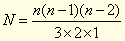 N = n(n−1)(n−2)
3×2×1